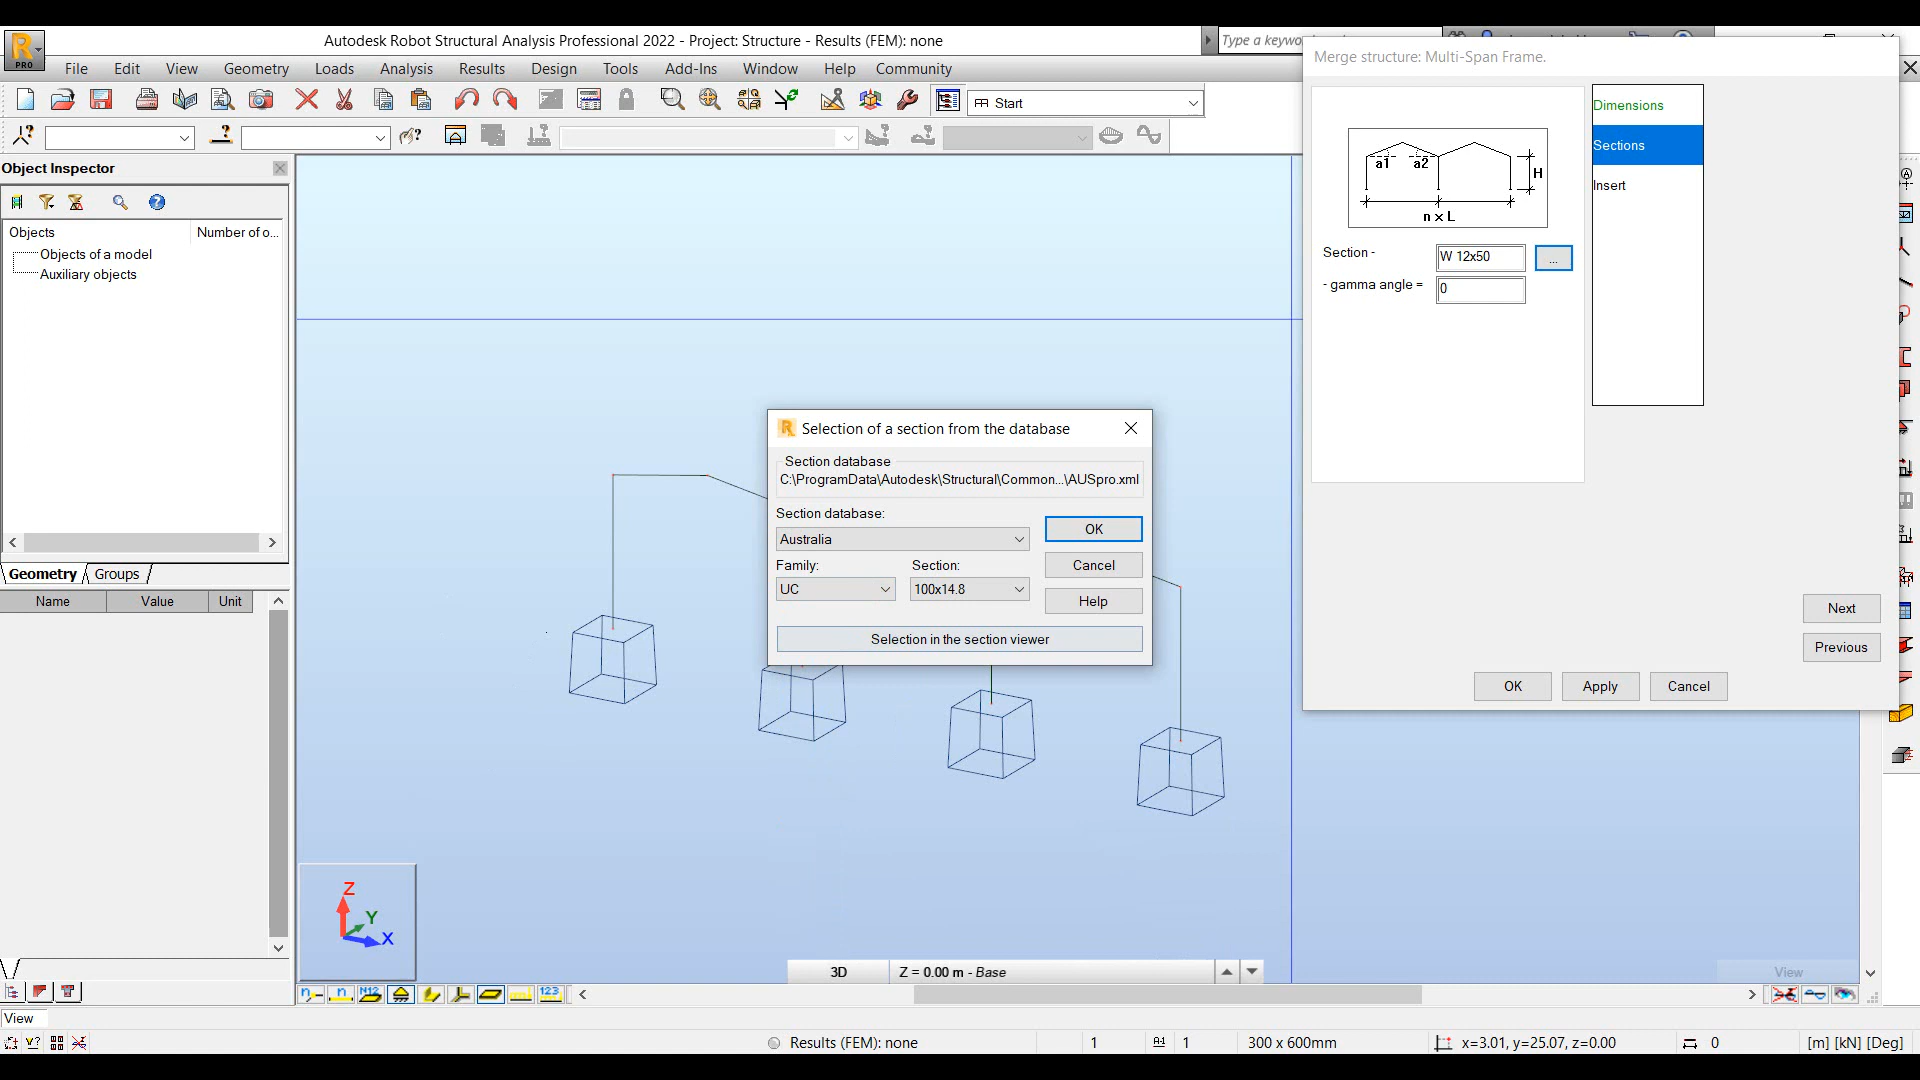 Autodesk Robot Structural Analysis Professional 2022 - Project: Structure - Results (FEM): none
Type a keywo
PRO
File Edit View Geometry Loads Analysis Results Design Tools Add-Ins Window Help Community
Start
Object Inspector
Objects Number of o...
Objects of a model
Auxiliary objects
Geometry Groups
Name Value Unit
Merge structure: Multi-Span Frame.
Dimensions
Sections
Insert
a1 a2 H
n x L
Section - W 12x50 ...
- gamma angle = 0
Next
Previous
OK Apply Cancel
Selection of a section from the database
Section database
C:\ProgramData\Autodesk\Structural\Common...\AUSpro.xml
Section database:
Australia
OK
Family: Section:
Cancel
UC 100x14.8
Help
Selection in the section viewer
Z
Y
X
3D Z = 0.00 m - Base
View
View
Results (FEM): none 1 1 300 x 600mm x=3.01, y=25.07, z=0.00 0 [m] [kN] [Deg]